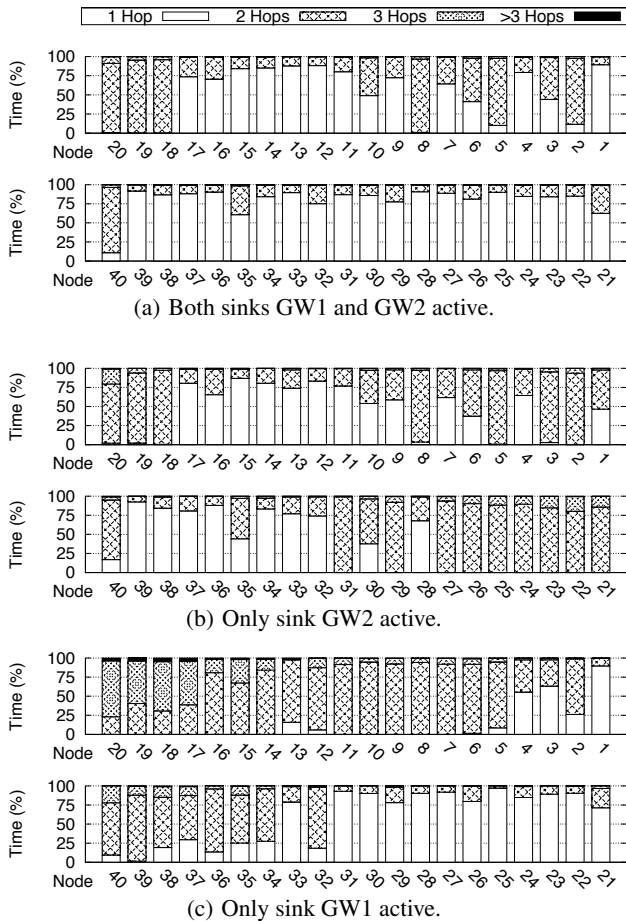 1 Hop 2 Hops 3 Hops >3 Hops
Time (%)
100
75
50
25
0
Node 20 19 18 17 16 15 14 13 12 11 10 9 8 7 6 5 4 3 2 1
Time (%)
100
75
50
25
0
Node 40 39 38 37 36 35 34 33 32 31 30 29 28 27 26 25 24 23 22 21
(a) Both sinks GW1 and GW2 active.
Time (%)
100
75
50
25
0
Node 20 19 18 17 16 15 14 13 12 11 10 9 8 7 6 5 4 3 2 1
Time (%)
100
75
50
25
0
Node 40 39 38 37 36 35 34 33 32 31 30 29 28 27 26 25 24 23 22 21
(b) Only sink GW2 active.
Time (%)
100
75
50
25
0
Node 20 19 18 17 16 15 14 13 12 11 10 9 8 7 6 5 4 3 2 1
Time (%)
100
75
50
25
0
Node 40 39 38 37 36 35 34 33 32 31 30 29 28 27 26 25 24 23 22 21
(c) Only sink GW1 active.